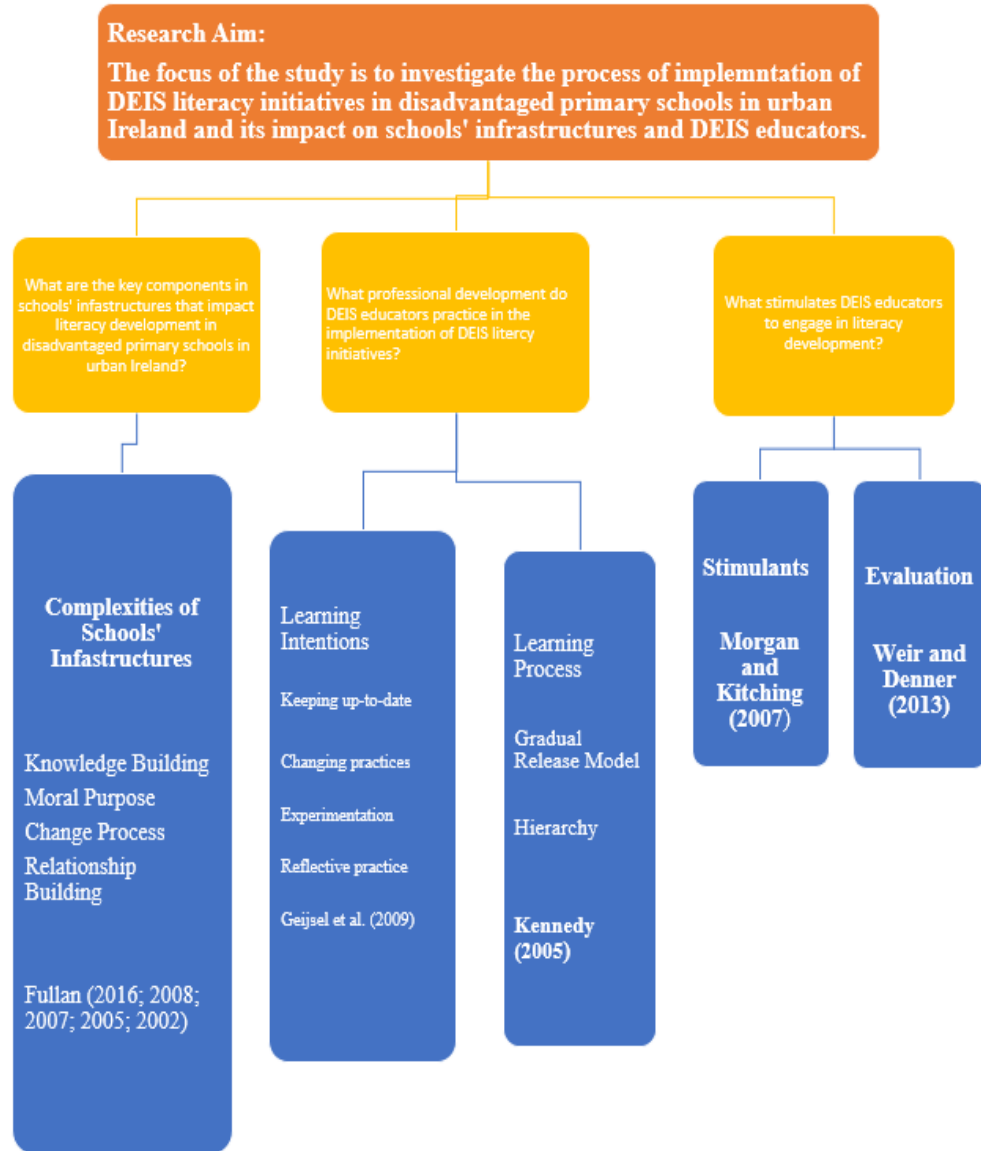 Research Aim:
The focus of the study is to investigate the process of implemntation of
DEIS literacy initiatives in disadvantaged primary schools in urban
Ireland and its impact on schools' infrastructures and DEIS educators.
What are the key components in
schools' infastructures that impact
literacy development in
disadvantaged primary schools in
urban Ireland?
What professional development do
DEIS educators practice in the
implementation of DEIS litercy
initiatives?
What stimulates DEIS educators
to engage in literacy
development?
Complexities of
Schools'
Infastructures
Knowledge Building
Moral Purpose
Change Process
Relationship
Building
Fullan (2016; 2008;
2007; 2005; 2002)
Learning
Intentions
Keeping up-to-date
Changing practices
Experimentation
Reflective practice
Geijsel et al. (2009)
Learning
Process
Gradual
Release Model
Hierarchy
Kennedy
(2005)
Stimulants
Morgan
and
Kitching
(2007)
Evaluation
Weir and
Denner
(2013)